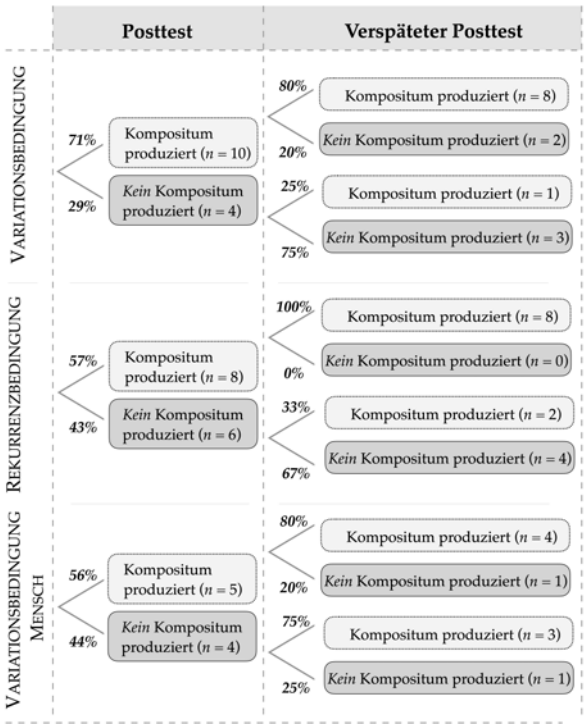 Posttest
Verspäteter Posttest
VARIATIONSBEDINGUNG
71%
Kompositum
produziert (n = 10)
29%
Kein Kompositum
produziert (n = 4)
80%
Kompositum produziert (n = 8)
20%
Kein Kompositum produziert (n = 2)
25%
Kompositum produziert (n = 1)
75%
Kein Kompositum produziert (n = 3)
REKURRENZBEDINGUNG
57%
Kompositum
produziert (n = 8)
43%
Kein Kompositum
produziert (n = 6)
100%
Kompositum produziert (n = 8)
0%
Kein Kompositum produziert (n = 0)
33%
Kompositum produziert (n = 2)
67%
Kein Kompositum produziert (n = 4)
VARIATIONSBEDINGUNG
MENSCH
56%
Kompositum
produziert (n = 5)
44%
Kein Kompositum
produziert (n = 4)
80%
Kompositum produziert (n = 4)
20%
Kein Kompositum produziert (n = 1)
75%
Kompositum produziert (n = 3)
25%
Kein Kompositum produziert (n = 1)